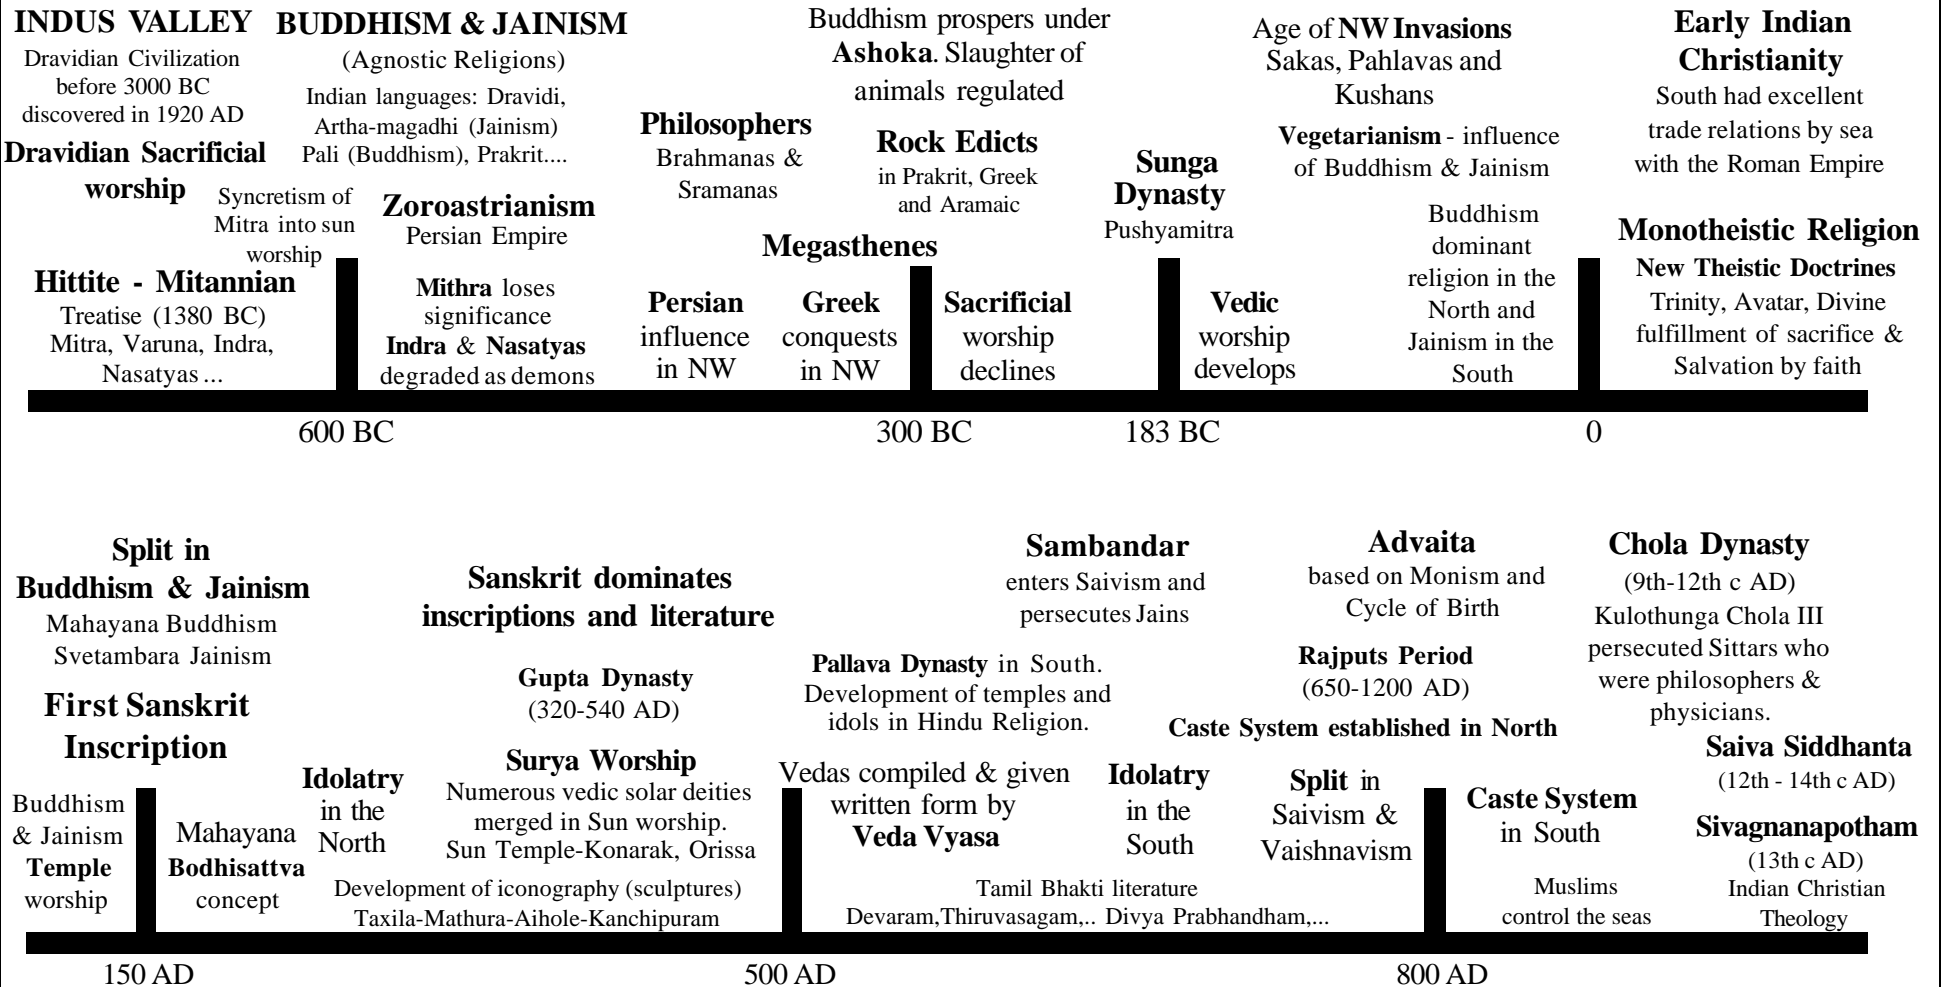 INDUS VALLEY
Dravidian Civilization
before 3000 BC
discovered in 1920 AD
Dravidian Sacrificial
worship
Syncretism of
Mitra into sun
worship
Hittite - Mitannian
Treatise (1380 BC)
Mitra, Varuna, Indra,
Nasatyas ...
BUDDHISM & JAINISM
(Agnostic Religions)
Indian languages: Dravidi,
Artha-magadhi (Jainism)
Pali (Buddhism), Prakrit....
Zoroastrianism
Persian Empire
Mithra loses
significance
Indra & Nasatyas
degraded as demons
Philosophers
Brahmanas &
Sramanas
Persian
influence
in NW
Buddhism prospers under
Ashoka. Slaughter of
animals regulated
Rock Edicts
in Prakrit, Greek
and Aramaic
Megasthenes
Greek
conquests
in NW
Sacrificial
worship
declines
Sunga
Dynasty
Pushyamitra
Vedic
worship
develops
Age of NW Invasions
Sakas, Pahlavas and
Kushans
Vegetarianism - influence
of Buddhism & Jainism
Buddhism
dominant
religion in the
North and
Jainism in the
South
Early Indian
Christianity
South had excellent
trade relations by sea
with the Roman Empire
Monotheistic Religion
New Theistic Doctrines
Trinity, Avatar, Divine
fulfillment of sacrifice &
Salvation by faith
600 BC
300 BC
183 BC
0
Split in
Buddhism & Jainism
Mahayana Buddhism
Svetambara Jainism
First Sanskrit
Inscription
Buddhism
& Jainism
Temple
worship
Mahayana
Bodhisattva
concept
Idolatry
in the
North
Sanskrit dominates
inscriptions and literature
Gupta Dynasty
(320-540 AD)
Surya Worship
Numerous vedic solar deities
merged in Sun worship.
Sun Temple-Konarak, Orissa
Development of iconography (sculptures)
Taxila-Mathura-Aihole-Kanchipuram
Sambandar
enters Saivism and
persecutes Jains
Pallava Dynasty in South.
Development of temples and
idols in Hindu Religion.
Vedas compiled & given
written form by
Veda Vyasa
Idolatry
in the
South
Tamil Bhakti literature
Devaram,Thiruvasagam,.. Divya Prabhandham,...
Advaita
based on Monism and
Cycle of Birth
Rajputs Period
(650-1200 AD)
Caste System established in North
Split in
Saivism &
Vaishnavism
Chola Dynasty
(9th-12th c AD)
Kulothunga Chola III
persecuted Sittars who
were philosophers &
physicians.
Saiva Siddhanta
(12th - 14th c AD)
Caste System
in South
Muslims
control the seas
Sivagnanapotham
(13th c AD)
Indian Christian
Theology
150 AD
500 AD
800 AD